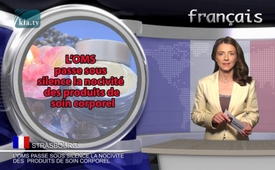 kla.tv
français
L'OMS
passe sous
silence la nocivité
des produits de
soin corporel
STRASBOURG
L'OMS PASSE SOUS SILENCE LA NOCIVITÉ
DES PRODUITS DE SOIN CORPOREL